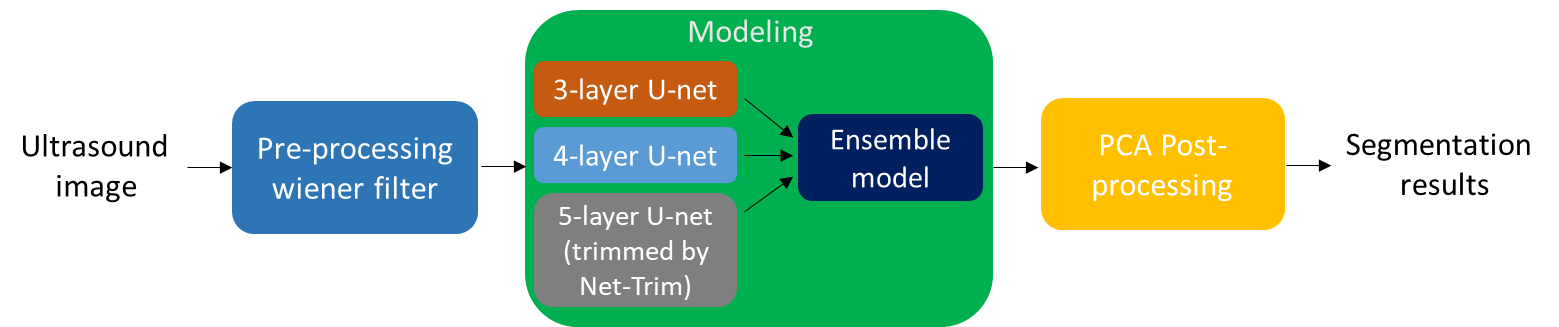 Ultrasound
image
Pre-processing
wiener filter
Modeling
3-layer U-net
4-layer U-net
5-layer U-net
(trimmed by
Net-Trim)
Ensemble
model
PCA Post-
processing
Segmentation
results